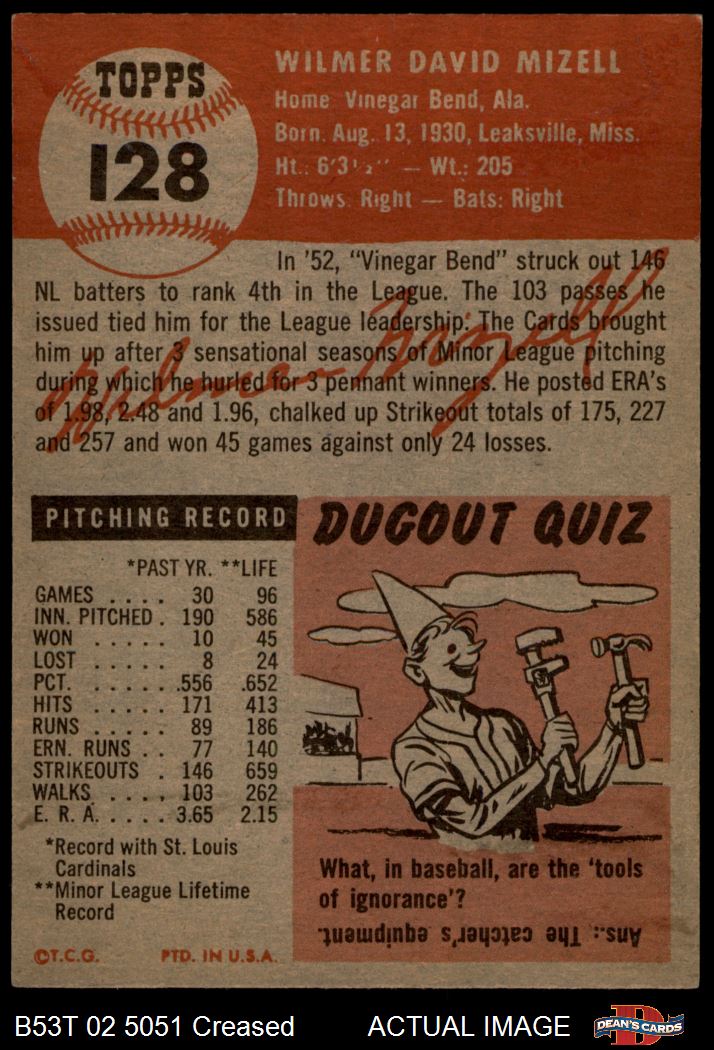 TOPPS
128
WILMER DAVID MIZELL
Home: Vinegar Bend, Ala.
Born: Aug. 13, 1930, Leaksville, Miss.
Ht.: 6'3½" — Wt.: 205
Throws: Right — Bats: Right
In '52, "Vinegar Bend" struck out 146
NL batters to rank 4th in the League. The 103 passes he
issued tied him for the League leadership. The Cards brought
him up after 3 sensational seasons of Minor League pitching
during which he hurled for 3 pennant winners. He posted ERA's
of 1.98, 2.48 and 1.96, chalked up Strikeout totals of 175, 227
and 257 and won 45 games against only 24 losses.
Wilmer Mizell
PITCHING RECORD
*PAST YR. **LIFE
GAMES . . . . 30 96
INN. PITCHED . 190 586
WON . . . . . 10 45
LOST . . . . . 8 24
PCT. . . . . . .556 .652
HITS . . . . . 171 413
RUNS . . . . . 89 186
ERN. RUNS . . 77 140
STRIKEOUTS . 146 659
WALKS . . . . 103 262
E. R. A. . . . . 3.65 2.15
*Record with St. Louis
Cardinals
**Minor League Lifetime
Record
©T.C.G. PTD. IN U.S.A.
DUGOUT QUIZ
What, in baseball, are the 'tools
of ignorance'?
Ans.: The catcher's equipment.
B53T 02 5051 Creased ACTUAL IMAGE
D
DEAN'S CARDS